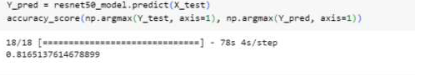 Y_pred = resnet50_model.predict(X_test)
accuracy_score(np.argmax(Y_test, axis=1), np.argmax(Y_pred, axis=1))
18/18 [==============================] - 78s 4s/step
0.8165137614678899